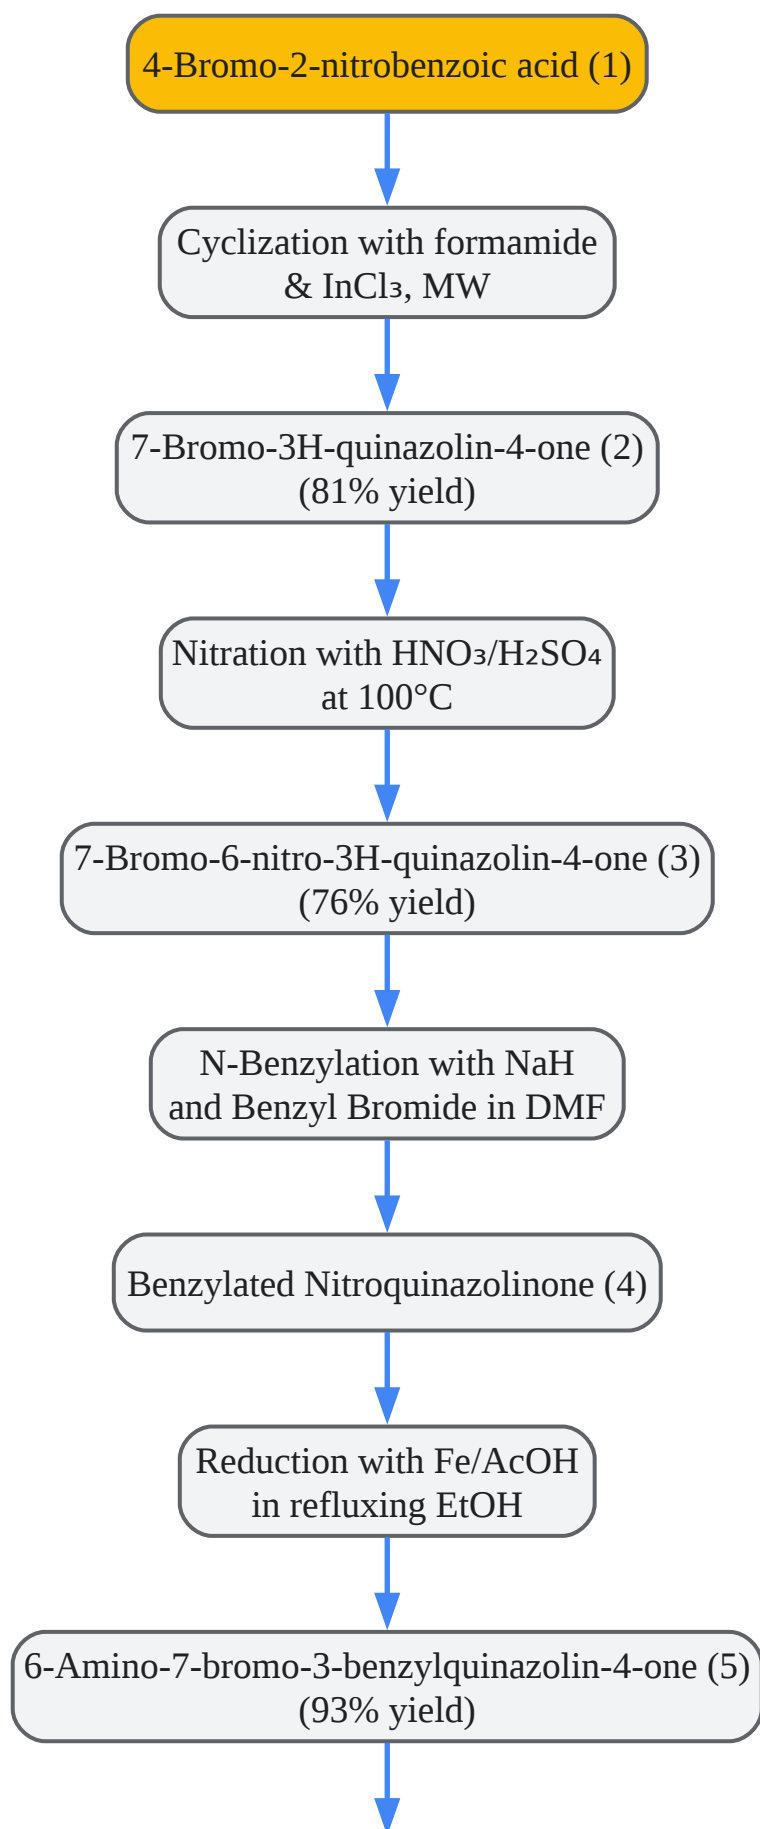 4-Bromo-2-nitrobenzoic acid (1)
Cyclization with formamide
& InCl₃, MW
7-Bromo-3H-quinazolin-4-one (2)
(81% yield)
Nitration with HNO₃/H₂SO₄
at 100°C
7-Bromo-6-nitro-3H-quinazolin-4-one (3)
(76% yield)
N-Benzylation with NaH
and Benzyl Bromide in DMF
Benzylated Nitroquinazolinone (4)
Reduction with Fe/AcOH
in refluxing EtOH
6-Amino-7-bromo-3-benzylquinazolin-4-one (5)
(93% yield)